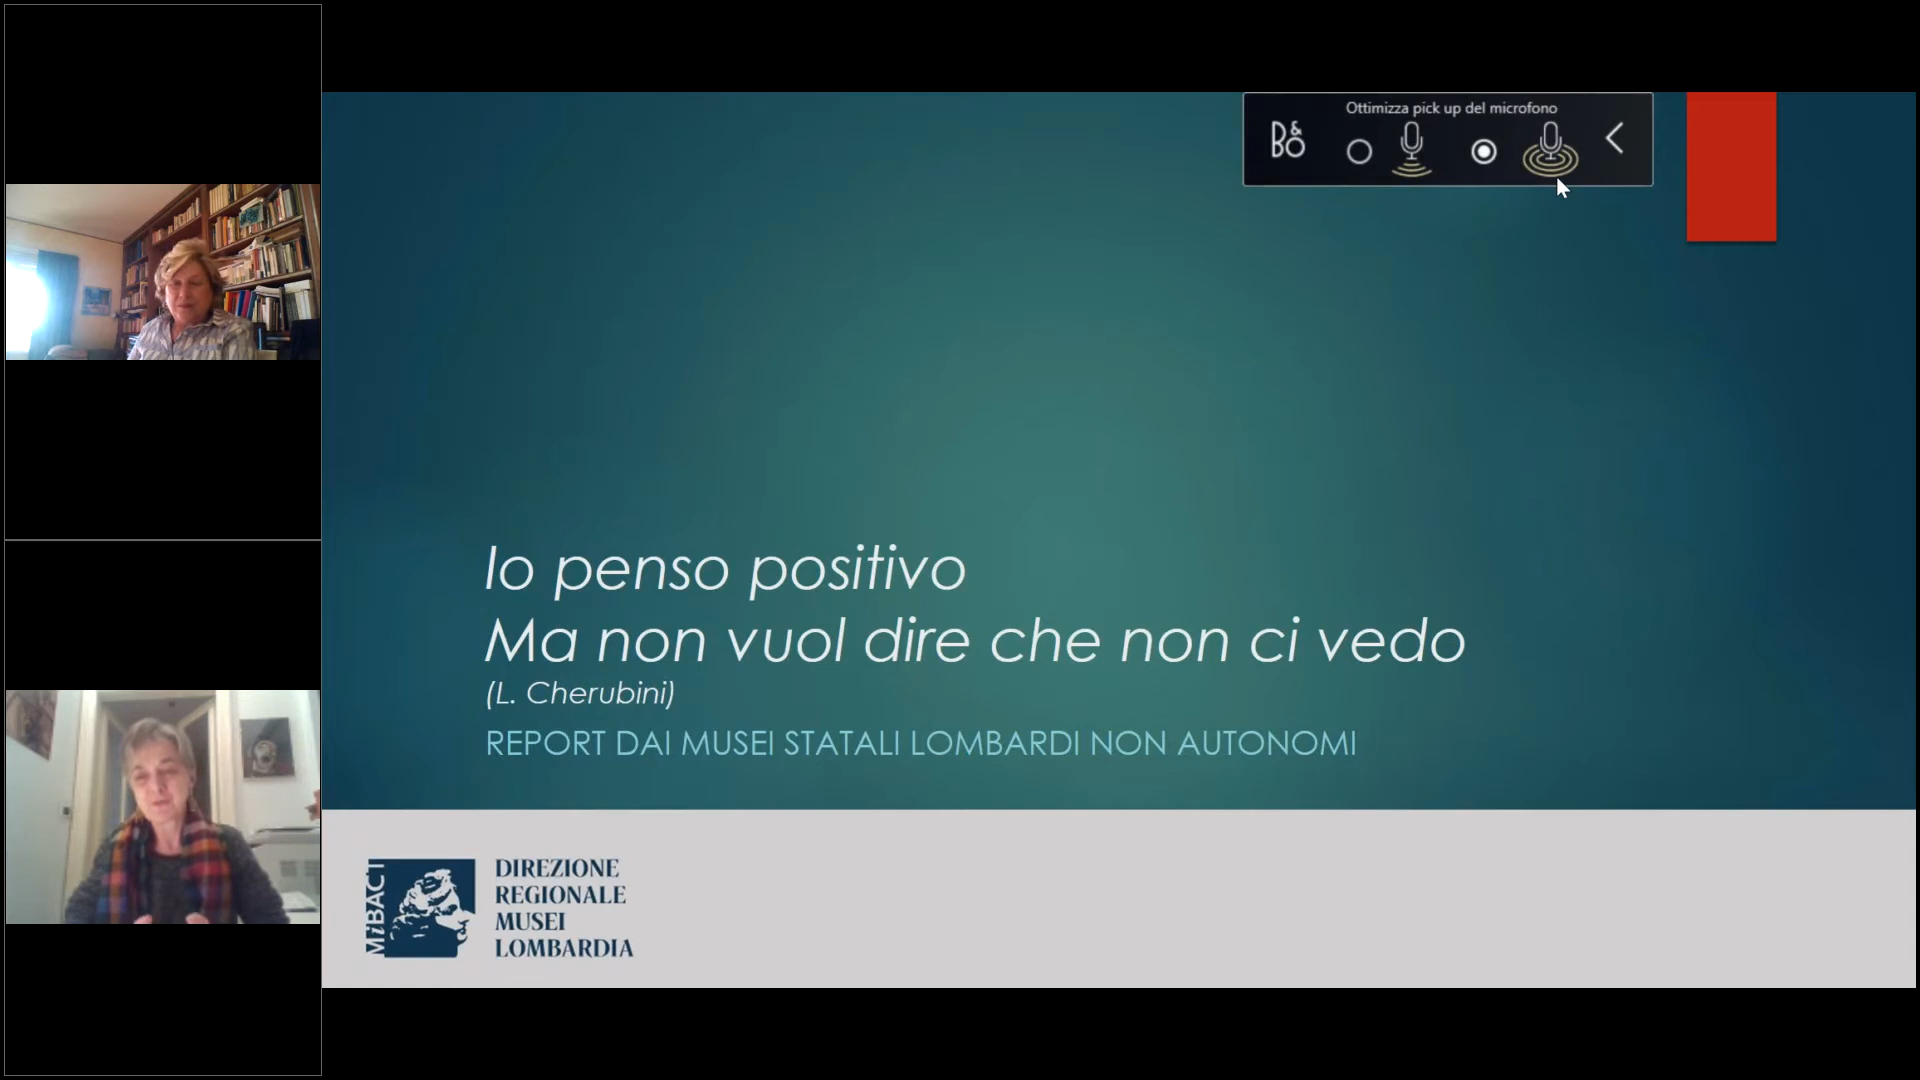 Ottimizza pick up del microfono
B&O
Io penso positivo
Ma non vuol dire che non ci vedo
(L. Cherubini)
REPORT DAI MUSEI STATALI LOMBARDI NON AUTONOMI
MiBACT
DIREZIONE
REGIONALE
MUSEI
LOMBARDIA